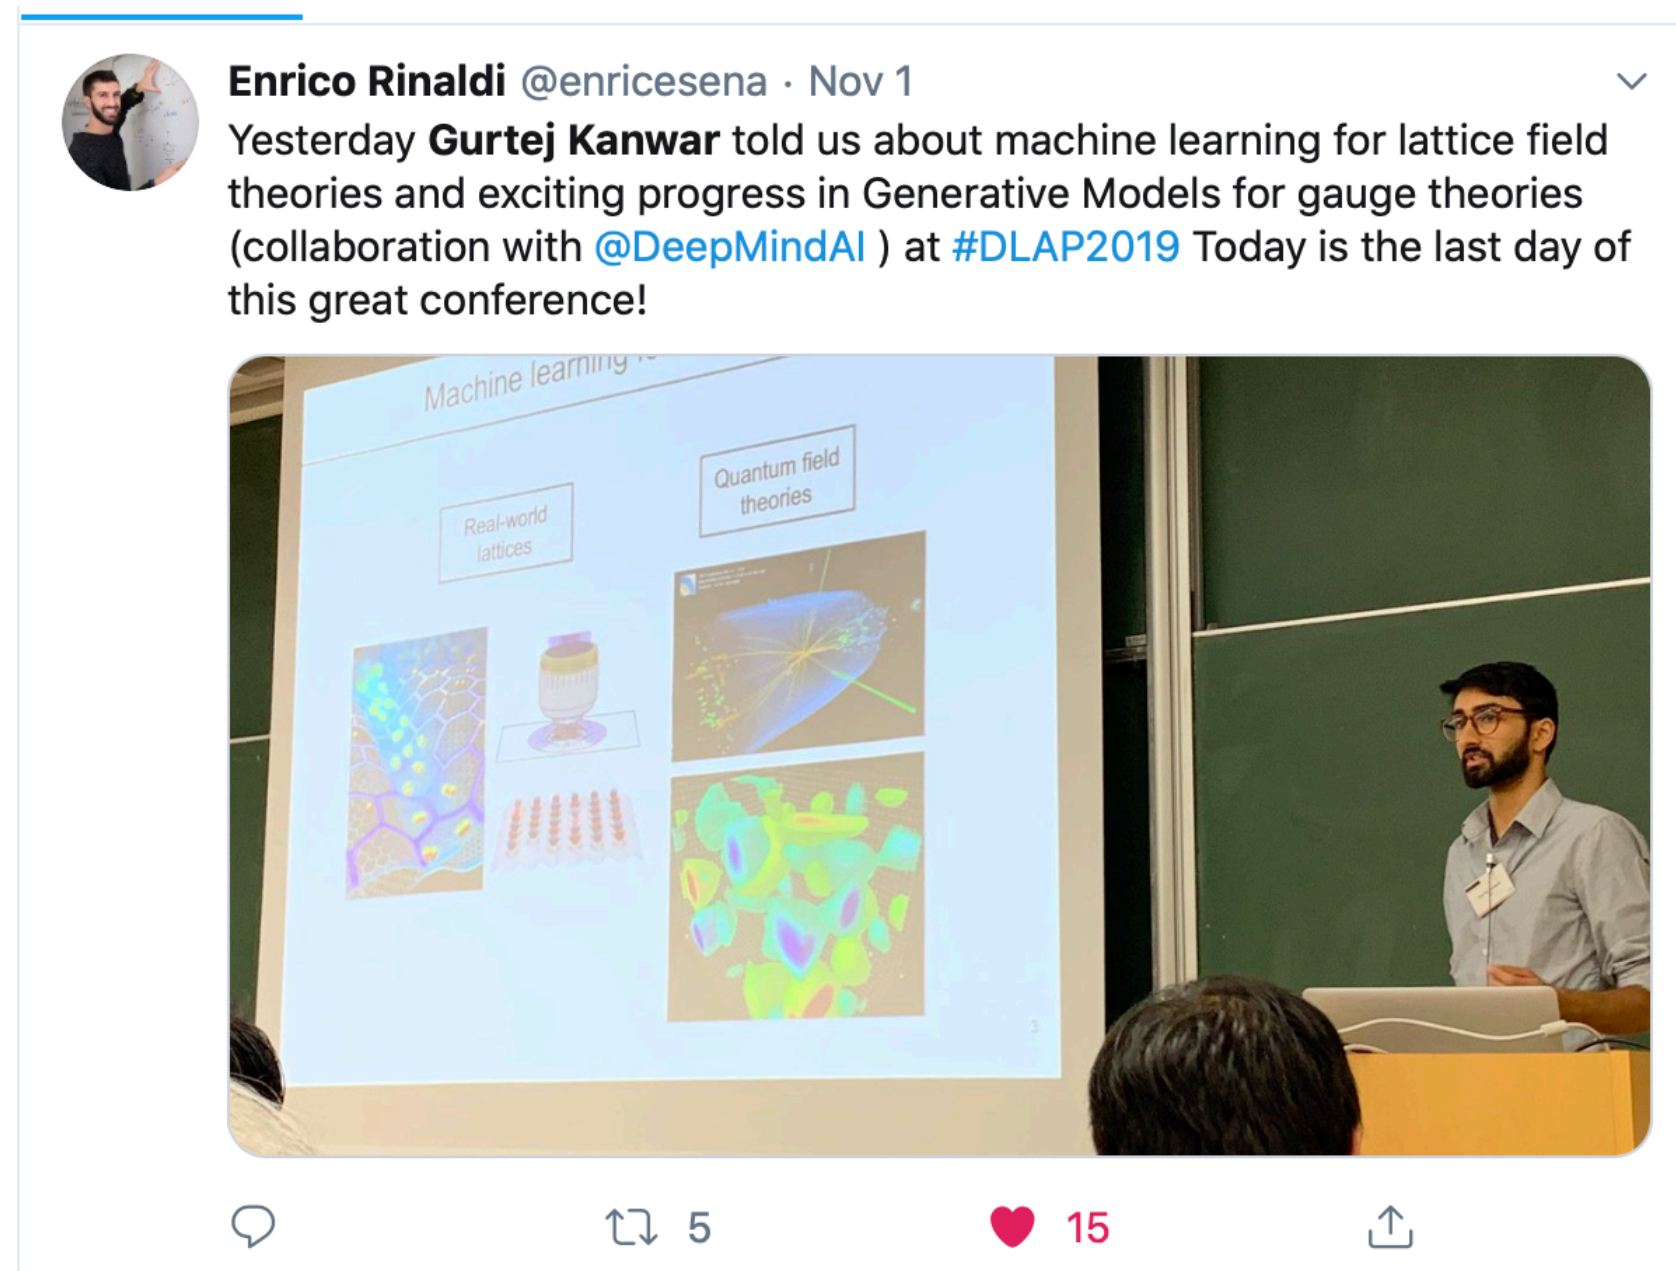 Enrico Rinaldi @enricesena · Nov 1
Yesterday Gurtej Kanwar told us about machine learning for lattice field
theories and exciting progress in Generative Models for gauge theories
(collaboration with @DeepMindAI ) at #DLAP2019 Today is the last day of
this great conference!
Machine learning
Real-world
lattices
Quantum field
theories
3
5
15